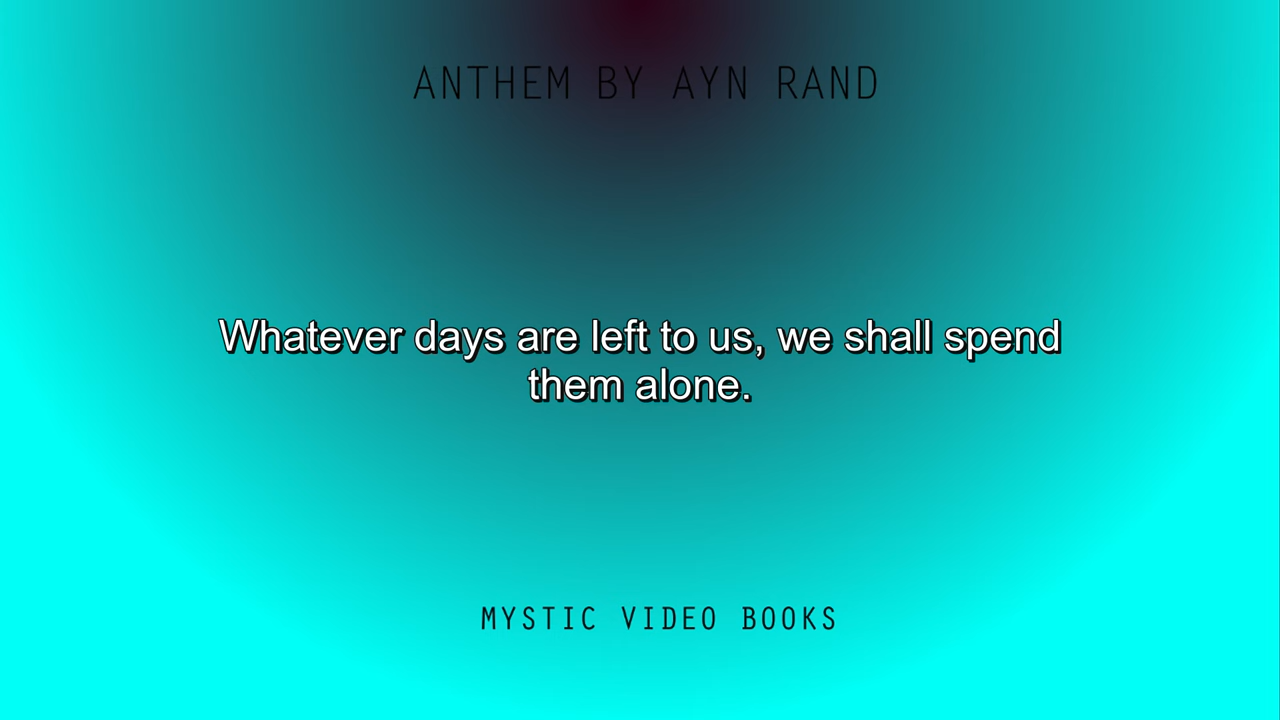 ANTHEM BY AYN RAND
Whatever days are left to us, we shall spend
them alone.
MYSTIC VIDEO BOOKS